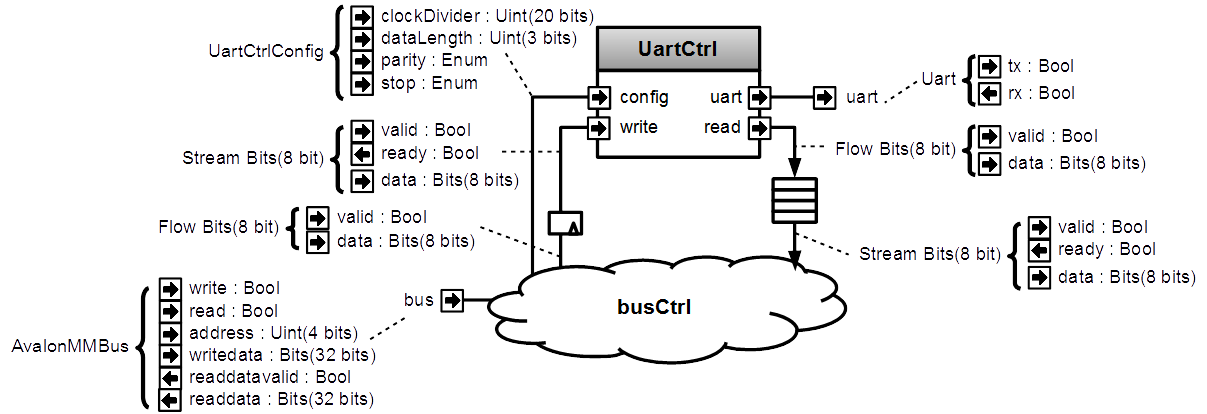 clockDivider : Uint(20 bits)
UartCtrlConfig
dataLength : Uint(3 bits)
parity : Enum
stop : Enum
UartCtrl
config
uart
write
read
uart
Uart
tx : Bool
rx : Bool
valid : Bool
Stream Bits(8 bit)
ready : Bool
data : Bits(8 bits)
Flow Bits(8 bit)
valid : Bool
data : Bits(8 bits)
Flow Bits(8 bit)
valid : Bool
data : Bits(8 bits)
Stream Bits(8 bit)
valid : Bool
ready : Bool
data : Bits(8 bits)
bus
busCtrl
AvalonMMBus
write : Bool
read : Bool
address : Uint(4 bits)
writedata : Bits(32 bits)
readdatavalid : Bool
readdata : Bits(32 bits)